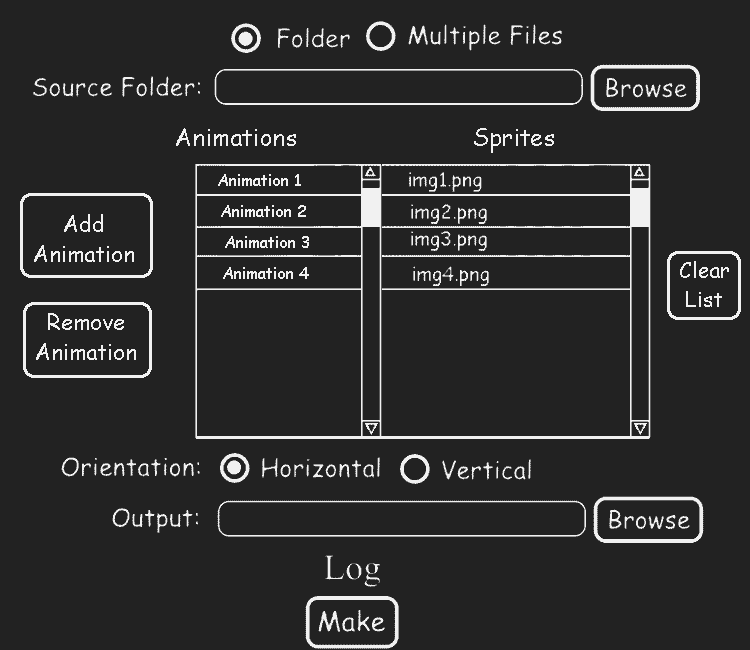 Folder Multiple Files
Source Folder: Browse
Animations Sprites
Animation 1 img1.png
Animation 2 img2.png
Animation 3 img3.png
Animation 4 img4.png
Add
Animation
Remove
Animation
Clear
List
Orientation: Horizontal Vertical
Output: Browse
Log
Make